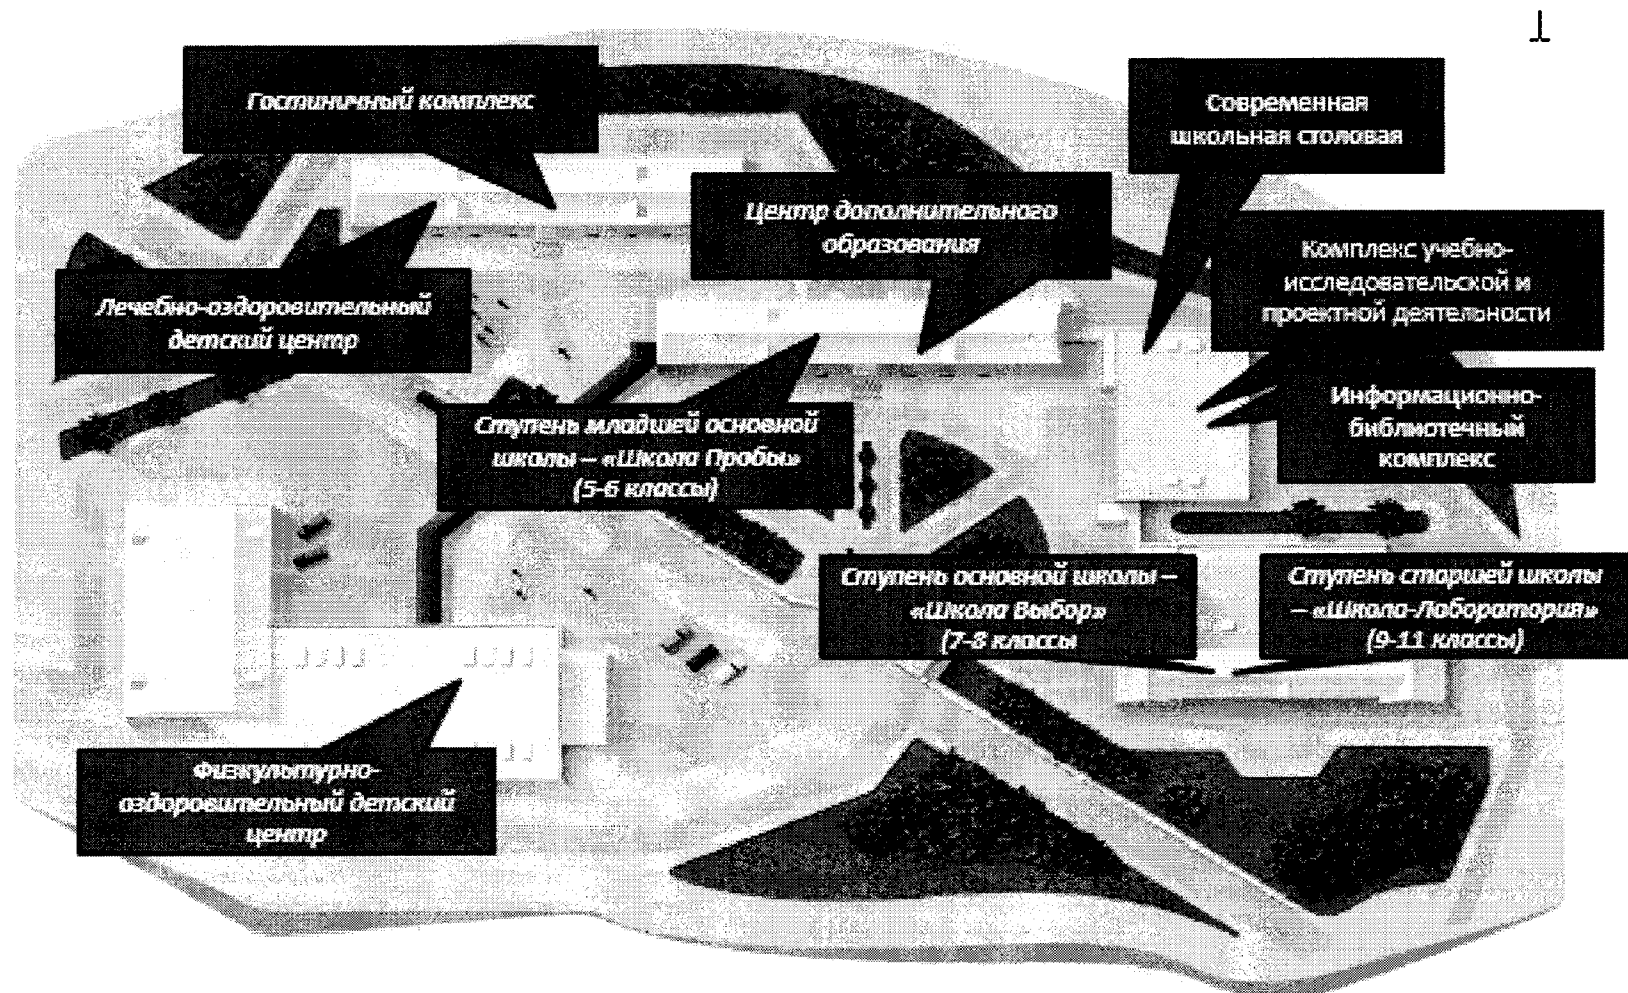 Гостиничный комплекс
Современная
школьная столовая
Центр дополнительного
образования
Комплекс учебно-
исследовательской и
проектной деятельности
Лечебно-оздоровительный
детский центр
Информационно-
библиотечный
комплекс
Ступень младшей основной
школы – «Школа Пробы»
(5-6 классы)
Ступень основной школы –
«Школа Выбор»
(7-8 классы
Ступень старшей школы
– «Школа-Лаборатория»
(9-11 классы)
Физкультурно-
оздоровительный детский
центр